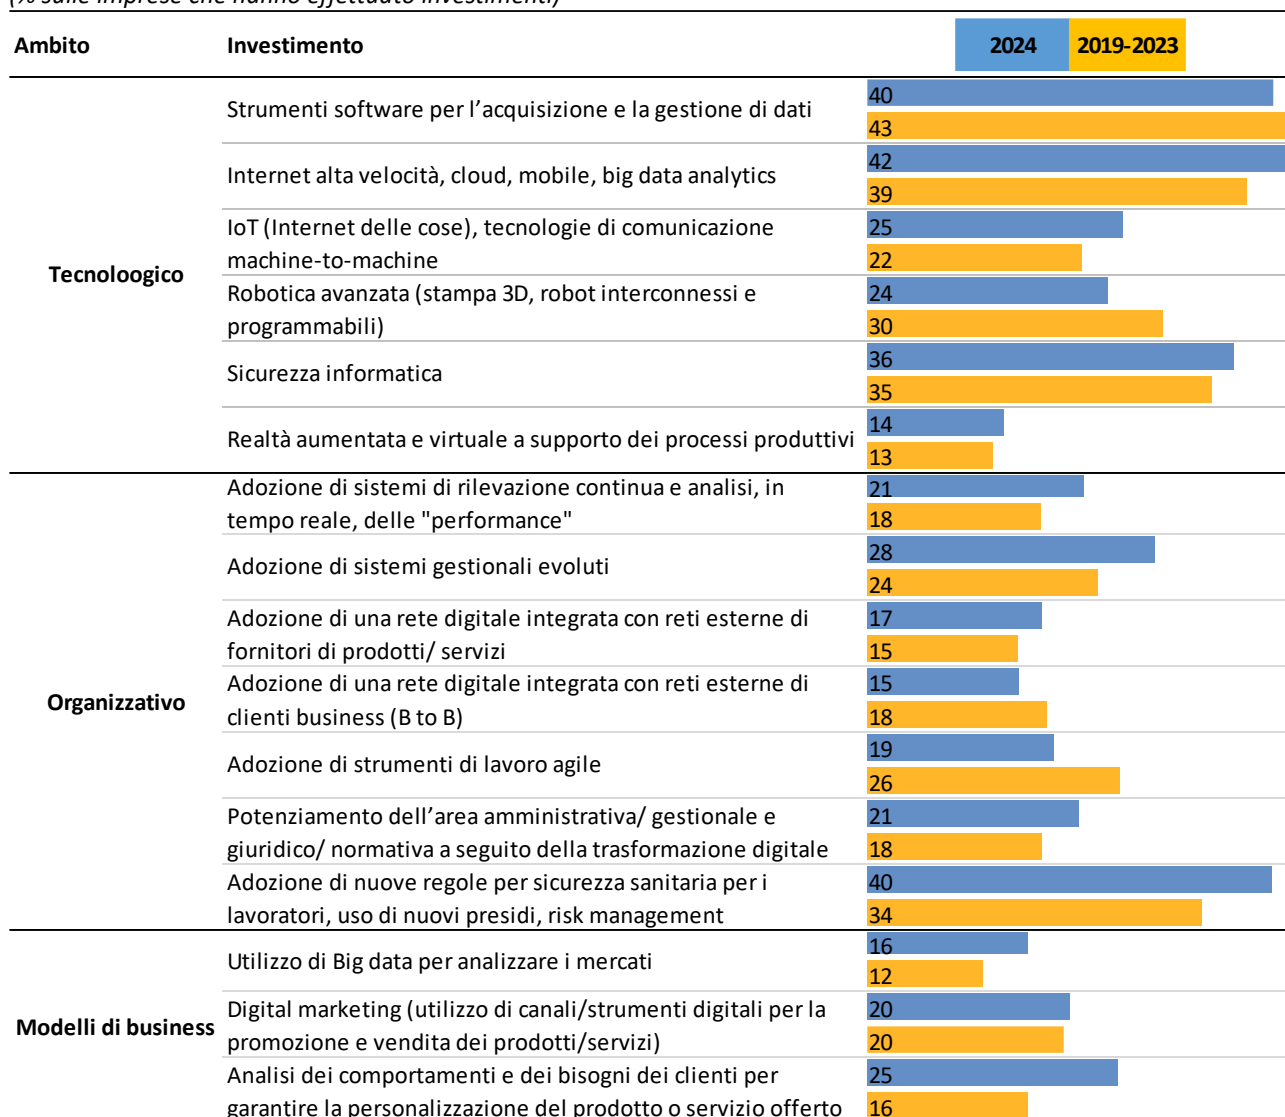 (% sulle imprese che hanno effettuato investimenti)
Ambito Investimento 2024 2019-2023
Tecnoloogico
Strumenti software per l’acquisizione e la gestione di dati
40
43
Internet alta velocità, cloud, mobile, big data analytics
42
39
IoT (Internet delle cose), tecnologie di comunicazione
machine-to-machine
25
22
Robotica avanzata (stampa 3D, robot interconnessi e
programmabili)
24
30
Sicurezza informatica
36
35
Realtà aumentata e virtuale a supporto dei processi produttivi
14
13
Organizzativo
Adozione di sistemi di rilevazione continua e analisi, in
tempo reale, delle "performance"
21
18
Adozione di sistemi gestionali evoluti
28
24
Adozione di una rete digitale integrata con reti esterne di
fornitori di prodotti/ servizi
17
15
Adozione di una rete digitale integrata con reti esterne di
clienti business (B to B)
15
18
Adozione di strumenti di lavoro agile
19
26
Potenziamento dell’area amministrativa/ gestionale e
giuridico/ normativa a seguito della trasformazione digitale
21
18
Adozione di nuove regole per sicurezza sanitaria per i
lavoratori, uso di nuovi presidi, risk management
40
34
Modelli di business
Utilizzo di Big data per analizzare i mercati
16
12
Digital marketing (utilizzo di canali/strumenti digitali per la
promozione e vendita dei prodotti/servizi)
20
20
Analisi dei comportamenti e dei bisogni dei clienti per
garantire la personalizzazione del prodotto o servizio offerto
25
16